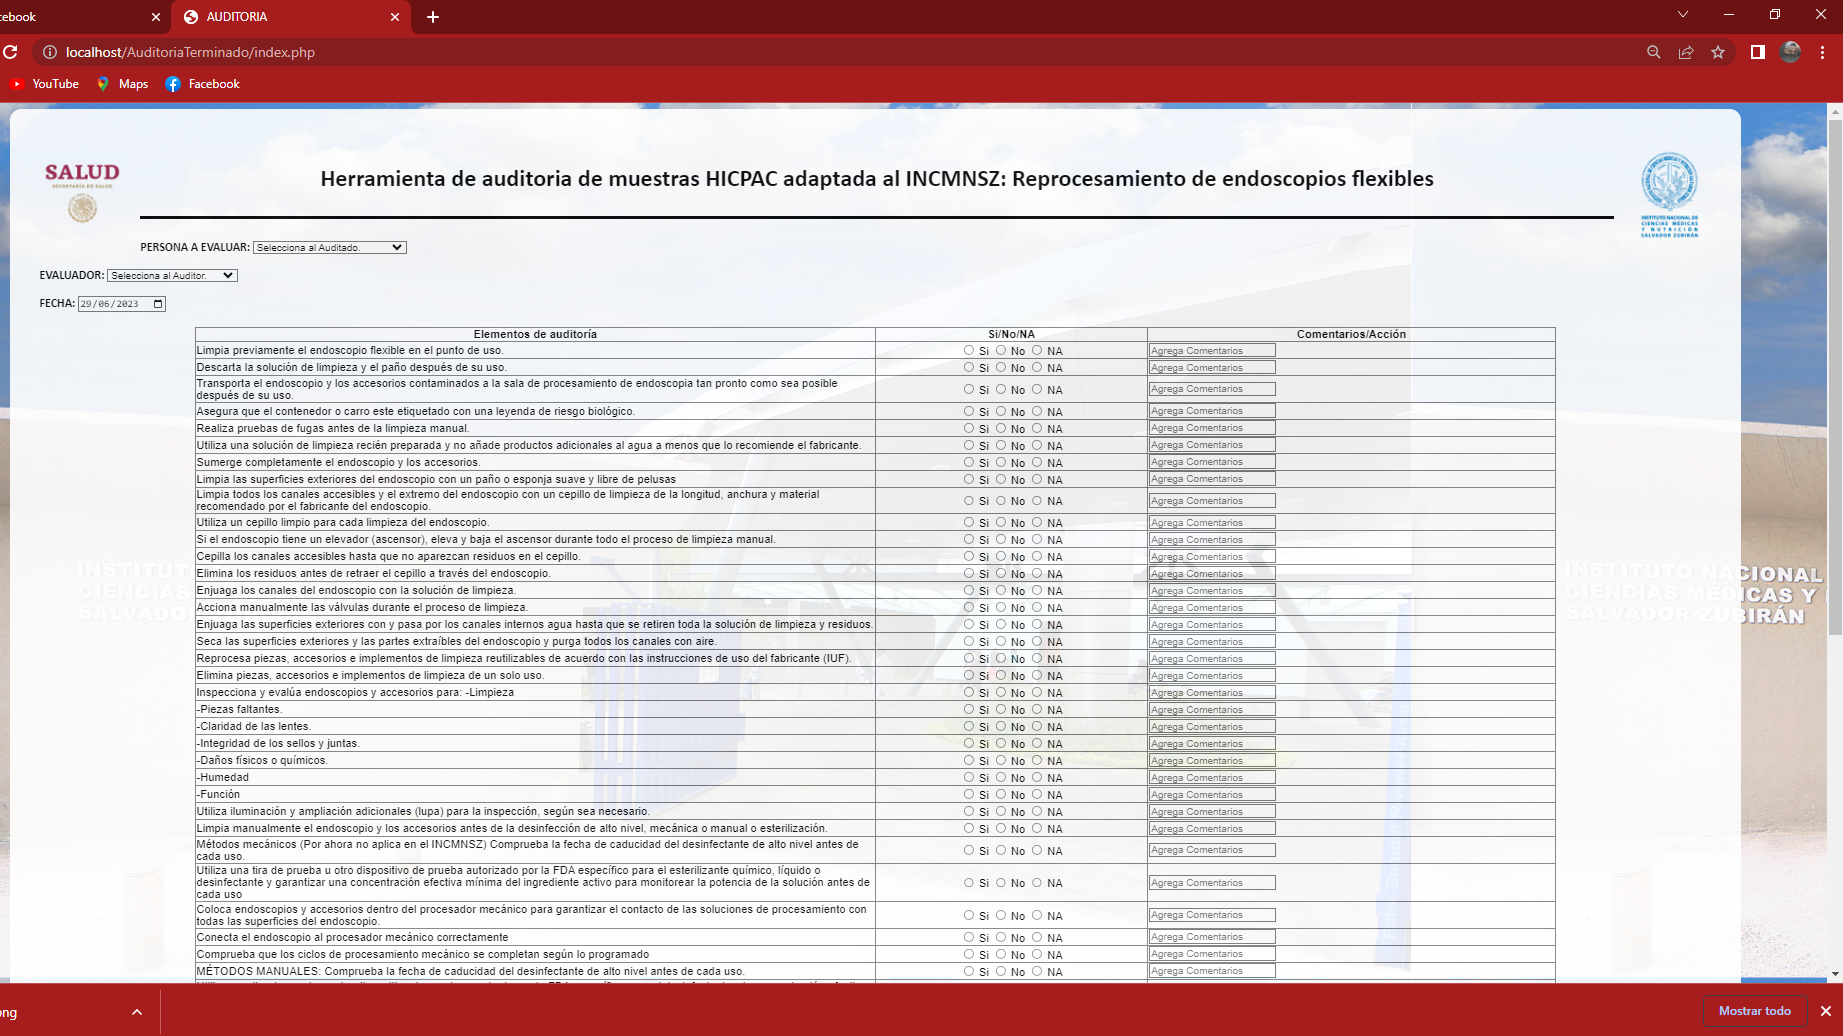 cebook
AUDITORIA
localhost/AuditoriaTerminado/index.php
YouTube
Maps
Facebook
SALUD
SECRETARÍA DE SALUD
Herramienta de auditoria de muestras HICPAC adaptada al INCMNSZ: Reprocesamiento de endoscopios flexibles
INSTITUTO NACIONAL DE
CIENCIAS MEDICAS
Y NUTRICIÓN
SALVADOR ZUBIRÁN
PERSONA A EVALUAR: Selecciona al Auditado.
EVALUADOR: Selecciona al Auditor.
FECHA: 29/06/2023
Elementos de auditoría Si/No/NA Comentarios/Acción
Limpia previamente el endoscopio flexible en el punto de uso. Si No NA Agrega Comentarios
Descarta la solución de limpieza y el paño después de su uso. Si No NA Agrega Comentarios
Transporta el endoscopio y los accesorios contaminados a la sala de procesamiento de endoscopia tan pronto como sea posible
después de su uso. Si No NA Agrega Comentarios
Asegura que el contenedor o carro este etiquetado con una leyenda de riesgo biológico. Si No NA Agrega Comentarios
Realiza pruebas de fugas antes de la limpieza manual. Si No NA Agrega Comentarios
Utiliza una solución de limpieza recién preparada y no añade productos adicionales al agua a menos que lo recomiende el fabricante. Si No NA Agrega Comentarios
Sumerge completamente el endoscopio y los accesorios. Si No NA Agrega Comentarios
Limpia las superficies exteriores del endoscopio con un paño o esponja suave y libre de pelusas Si No NA Agrega Comentarios
Limpia todos los canales accesibles y el extremo del endoscopio con un cepillo de limpieza de la longitud, anchura y material
recomendado por el fabricante del endoscopio. Si No NA Agrega Comentarios
Utiliza un cepillo limpio para cada limpieza del endoscopio. Si No NA Agrega Comentarios
Si el endoscopio tiene un elevador (ascensor), eleva y baja el ascensor durante todo el proceso de limpieza manual. Si No NA Agrega Comentarios
Cepilla los canales accesibles hasta que no aparezcan residuos en el cepillo. Si No NA Agrega Comentarios
Elimina los residuos antes de retraer el cepillo a través del endoscopio. Si No NA Agrega Comentarios
Enjuaga los canales del endoscopio con la solución de limpieza. Si No NA Agrega Comentarios
Acciona manualmente las válvulas durante el proceso de limpieza. Si No NA Agrega Comentarios
Enjuaga las superficies exteriores con y pasa por los canales internos agua hasta que se retiren toda la solución de limpieza y residuos. Si No NA Agrega Comentarios
Seca las superficies exteriores y las partes extraíbles del endoscopio y purga todos los canales con aire. Si No NA Agrega Comentarios
Reprocesa piezas, accesorios e implementos de limpieza reutilizables de acuerdo con las instrucciones de uso del fabricante (IUF). Si No NA Agrega Comentarios
Elimina piezas, accesorios e implementos de limpieza de un solo uso. Si No NA Agrega Comentarios
Inspecciona y evalúa endoscopios y accesorios para: -Limpieza Si No NA Agrega Comentarios
-Piezas faltantes. Si No NA Agrega Comentarios
-Claridad de las lentes. Si No NA Agrega Comentarios
-Integridad de los sellos y juntas. Si No NA Agrega Comentarios
-Daños físicos o químicos. Si No NA Agrega Comentarios
-Humedad Si No NA Agrega Comentarios
-Función Si No NA Agrega Comentarios
Utiliza iluminación y ampliación adicionales (lupa) para la inspección, según sea necesario. Si No NA Agrega Comentarios
Limpia manualmente el endoscopio y los accesorios antes de la desinfección de alto nivel, mecánica o manual o esterilización. Si No NA Agrega Comentarios
Métodos mecánicos (Por ahora no aplica en el INCMNSZ) Comprueba la fecha de caducidad del desinfectante de alto nivel antes de
cada uso. Si No NA Agrega Comentarios
Utiliza una tira de prueba u otro dispositivo de prueba autorizado por la FDA específico para el esterilizante químico, líquido o
desinfectante y garantizar una concentración efectiva mínima del ingrediente activo para monitorear la potencia de la solución antes de
cada uso Si No NA Agrega Comentarios
Coloca endoscopios y accesorios dentro del procesador mecánico para garantizar el contacto de las soluciones de procesamiento con
todas las superficies del endoscopio. Si No NA Agrega Comentarios
Conecta el endoscopio al procesador mecánico correctamente Si No NA Agrega Comentarios
Comprueba que los ciclos de procesamiento mecánico se completan según lo programado Si No NA Agrega Comentarios
MÉTODOS MANUALES: Comprueba la fecha de caducidad del desinfectante de alto nivel antes de cada uso. Si No NA Agrega Comentarios
INSTITUT
CIENCIAS
SALVADOR
INSTITUTO NACIONAL
CIENCIAS MEDICAS Y
SALVADOR ZUBIRÁN
ong
Mostrar todo